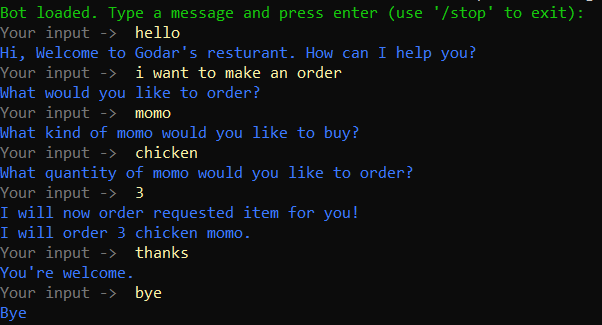 Bot loaded. Type a message and press enter (use '/stop' to exit):
Your input ->  hello
Hi, Welcome to Godar's resturant. How can I help you?
Your input ->  i want to make an order
What would you like to order?
Your input ->  momo
What kind of momo would you like to buy?
Your input ->  chicken
What quantity of momo would you like to order?
Your input ->  3
I will now order requested item for you!
I will order 3 chicken momo.
Your input ->  thanks
You're welcome.
Your input ->  bye
Bye